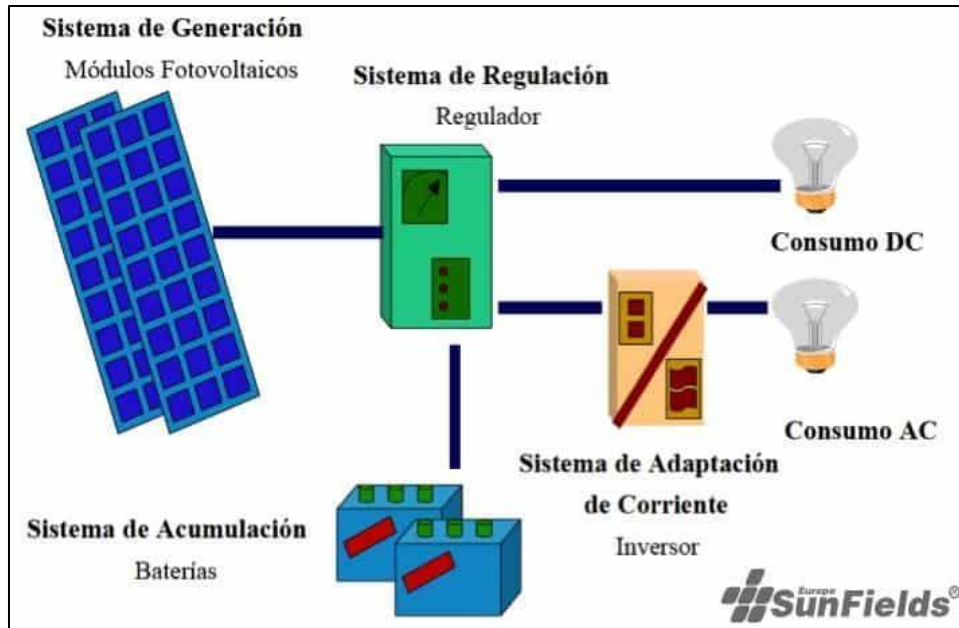 Sistema de Generación
Módulos Fotovoltaicos
Sistema de Regulación
Regulador
Consumo DC
Consumo AC
Sistema de Adaptación
de Corriente
Inversor
Sistema de Acumulación
Baterías
Europe
SunFields®